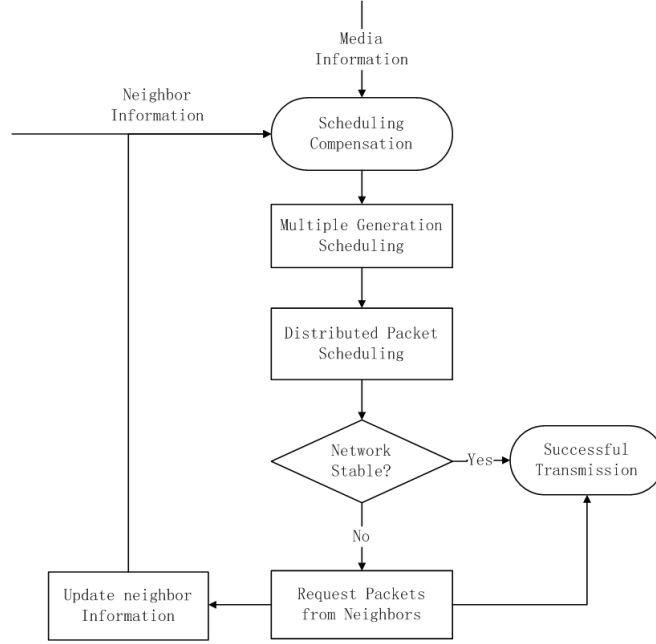 Media
Information
Neighbor
Information
Scheduling
Compensation
Multiple Generation
Scheduling
Distributed Packet
Scheduling
Network
Stable?
Yes
Successful
Transmission
No
Update neighbor
Information
Request Packets
from Neighbors